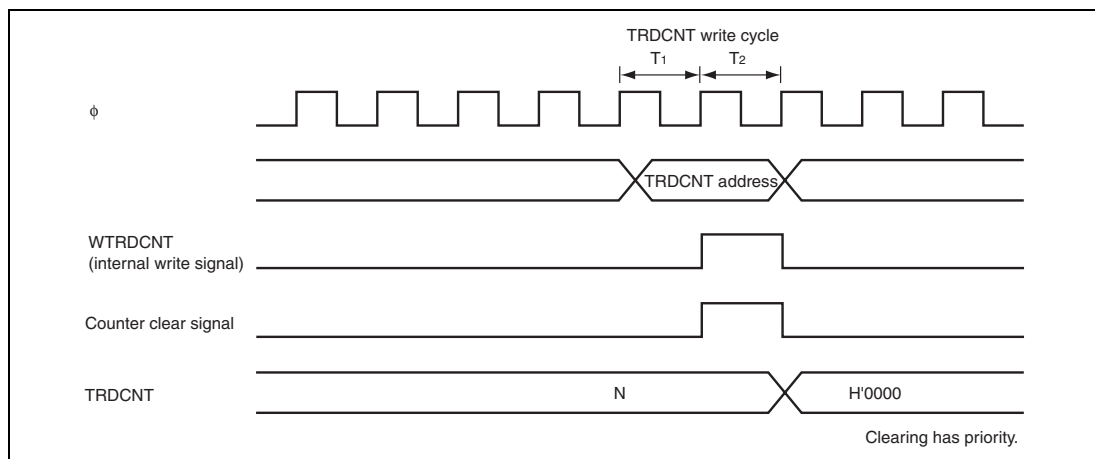 TRDCNT write cycle
T1 T2
φ
TRDCNT address
WTRDCNT
(internal write signal)
Counter clear signal
TRDCNT N H'0000
Clearing has priority.